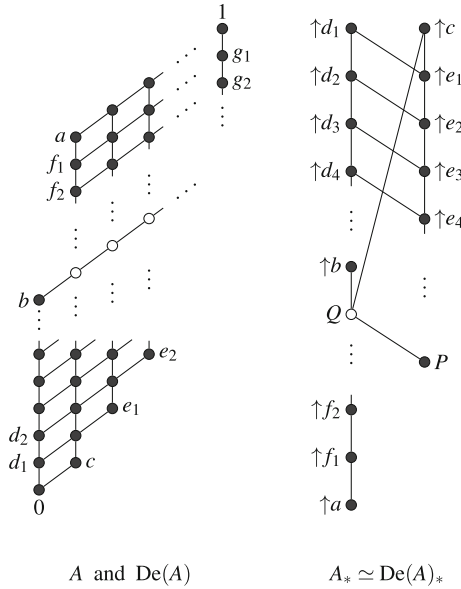 1
g₁
g₂
a
f₁
f₂
b
e₂
e₁
d₂
d₁
c
0
A and De(A)
↑d₁
↑c
↑d₂
↑e₁
↑d₃
↑e₂
↑d₄
↑e₃
↑e₄
↑b
Q
P
↑f₂
↑f₁
↑a
A* ≃ De(A)*